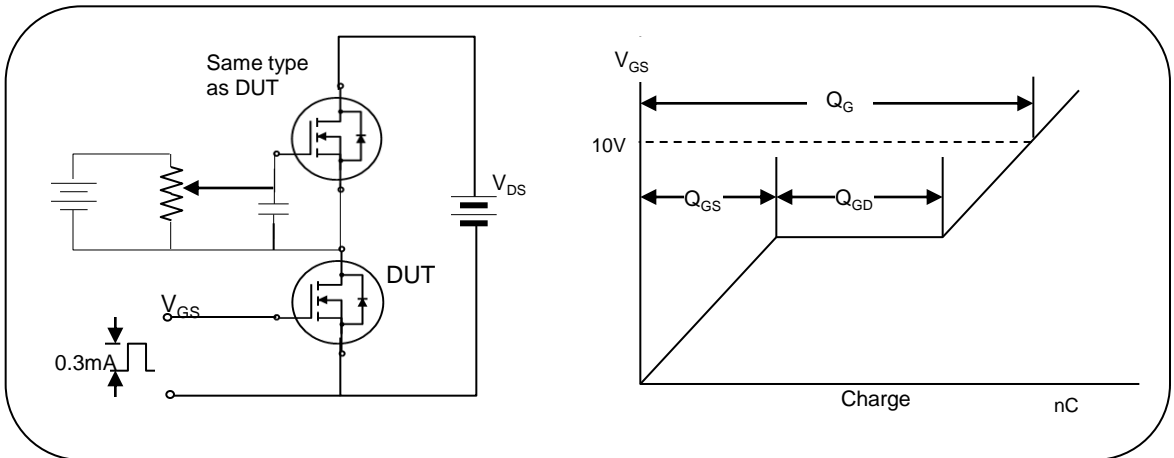 Same type
as DUT
V_DS
DUT
V_GS
0.3mA
V_GS
Q_G
10V
Q_GS
Q_GD
Charge
nC